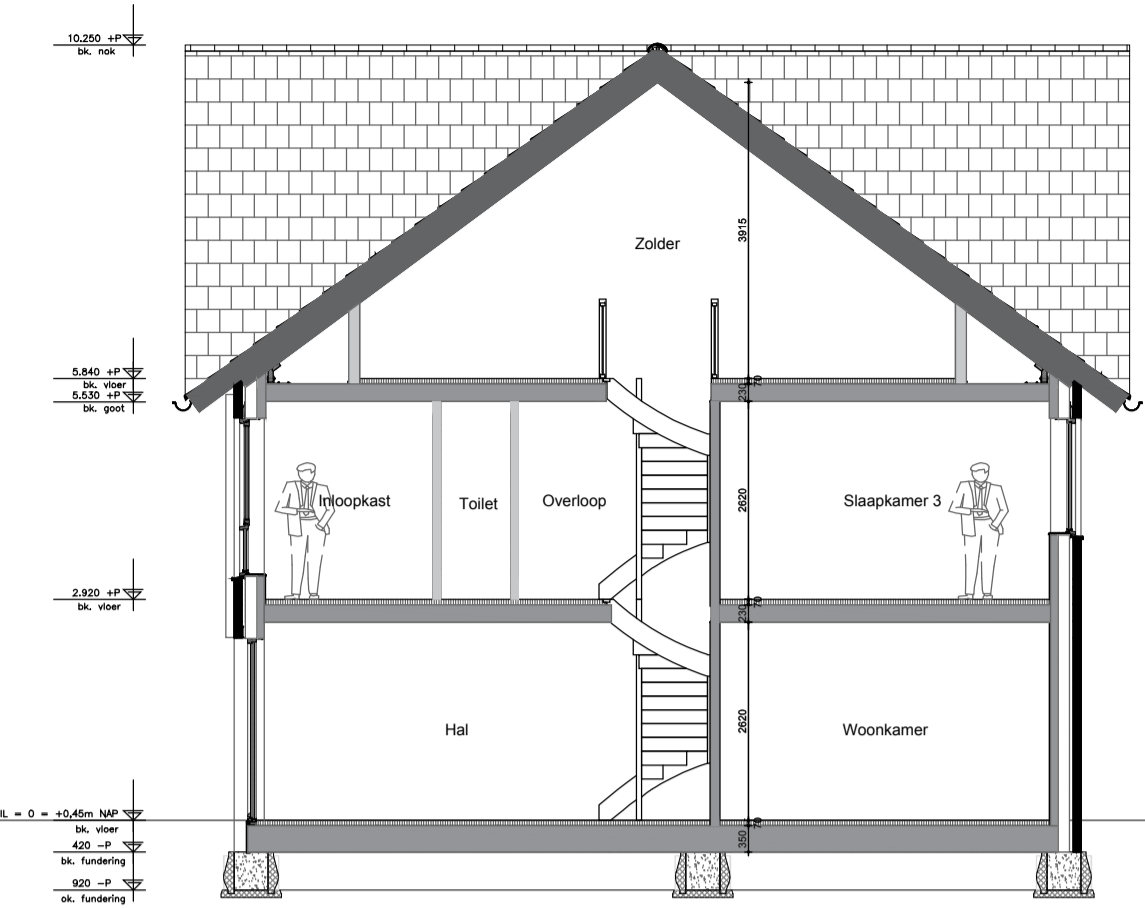 10.250 +P
bk. nok
3915
Zolder
5.840 +P
bk. vloer
5.530 +P
bk. goot
70
230
Inloopkast
Toilet
Overloop
2620
Slaapkamer 3
2.920 +P
bk. vloer
70
230
2620
Hal
Woonkamer
IL = 0 = +0,45m NAP
bk. vloer
70
350
420 -P
bk. fundering
920 -P
ok. fundering